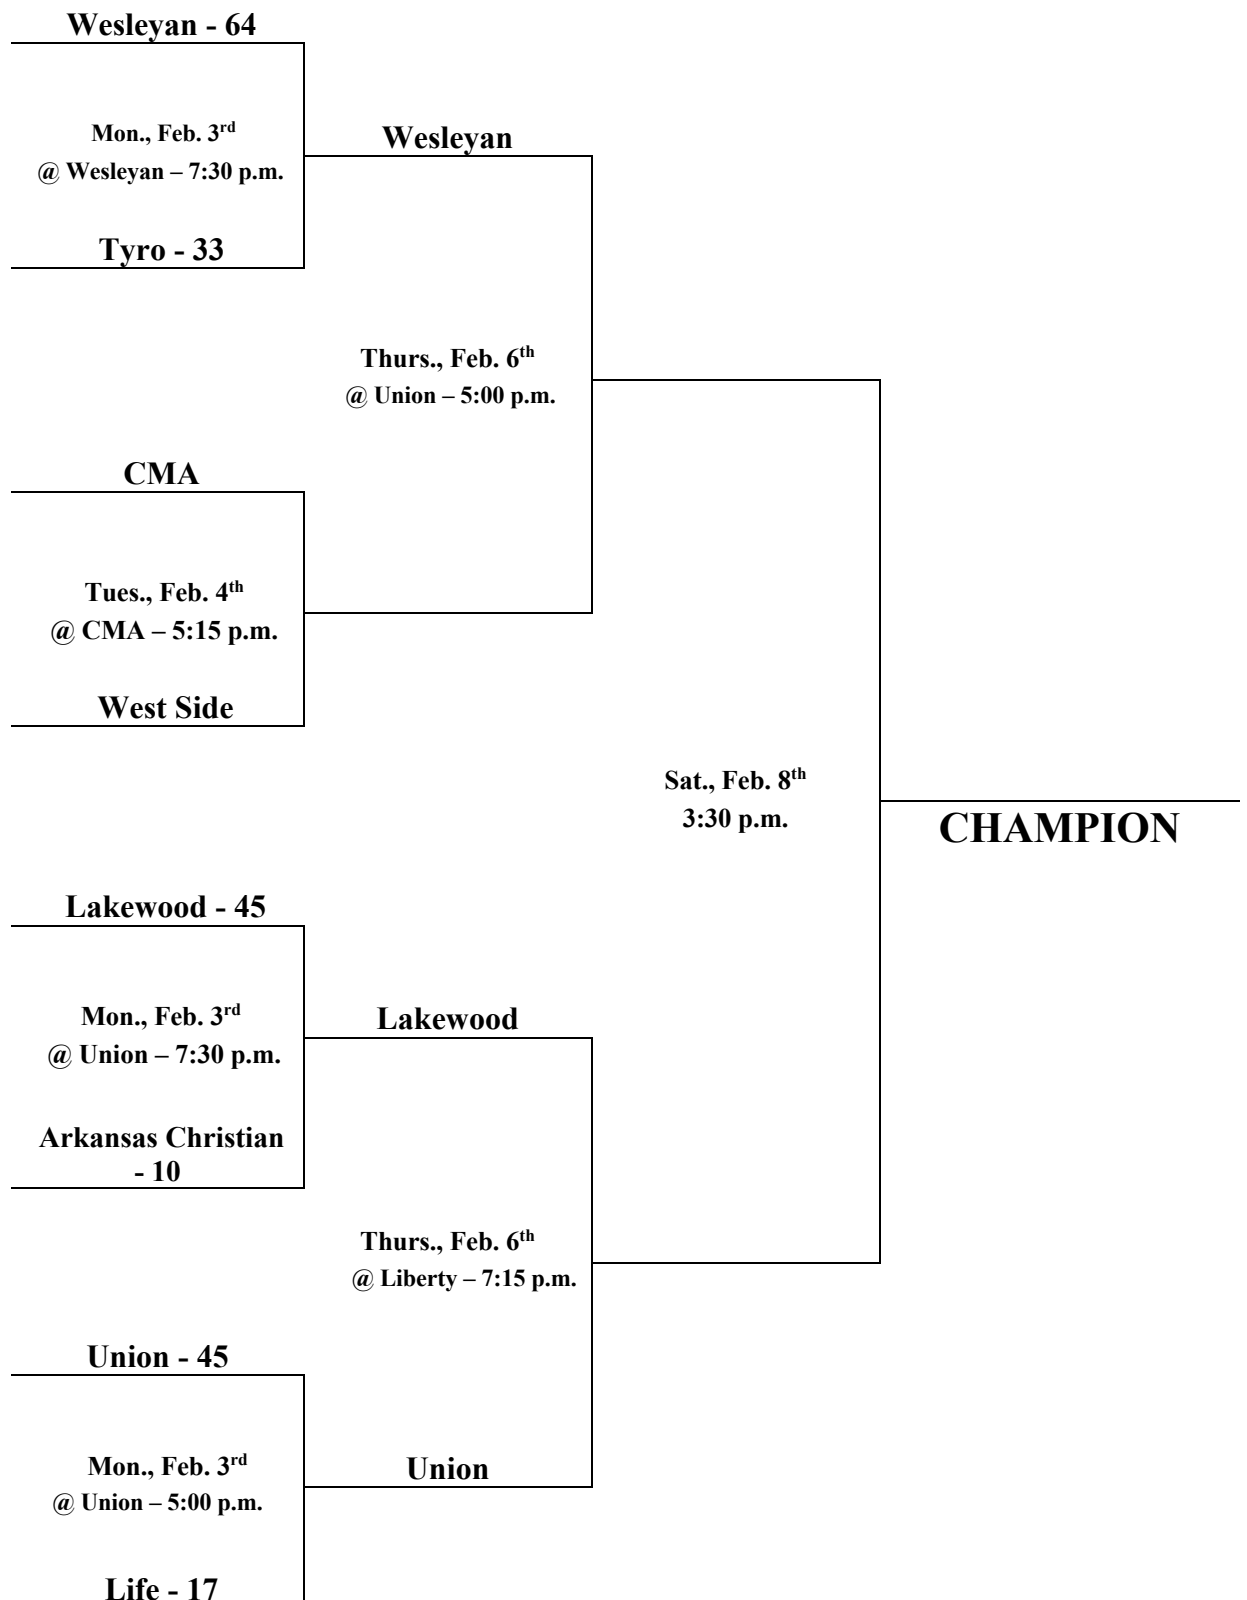 Wesleyan - 64
Mon., Feb. 3rd
@ Wesleyan – 7:30 p.m.
Wesleyan
Tyro - 33
Thurs., Feb. 6th
@ Union – 5:00 p.m.
CMA
Tues., Feb. 4th
@ CMA – 5:15 p.m.
West Side
Sat., Feb. 8th
3:30 p.m.
CHAMPION
Lakewood - 45
Mon., Feb. 3rd
@ Union – 7:30 p.m.
Lakewood
Arkansas Christian
- 10
Thurs., Feb. 6th
@ Liberty – 7:15 p.m.
Union - 45
Mon., Feb. 3rd
@ Union – 5:00 p.m.
Union
Life - 17